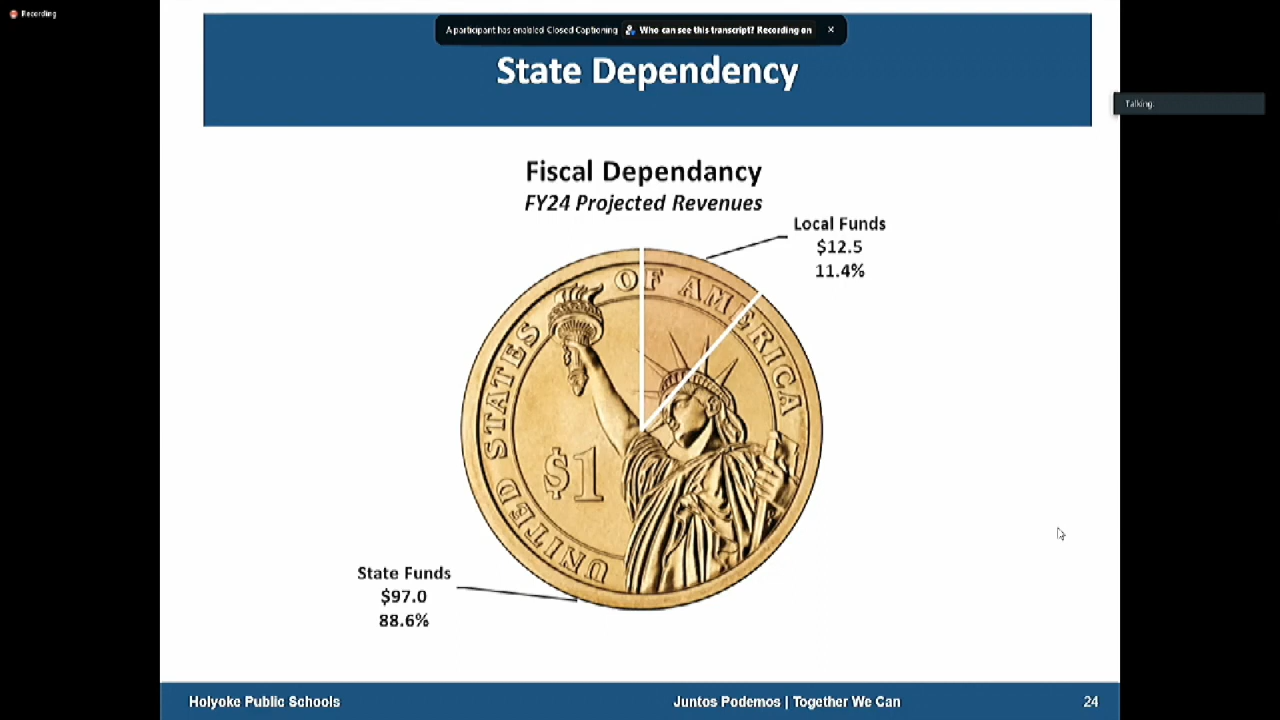 Recording
A participant has enabled Closed Captioning Who can see this transcript? Recording on
State Dependency
Talking:
Fiscal Dependancy
FY24 Projected Revenues
Local Funds
$12.5
11.4%
UNITED STATES OF AMERICA
$1
State Funds
$97.0
88.6%
Holyoke Public Schools
Juntos Podemos | Together We Can
24